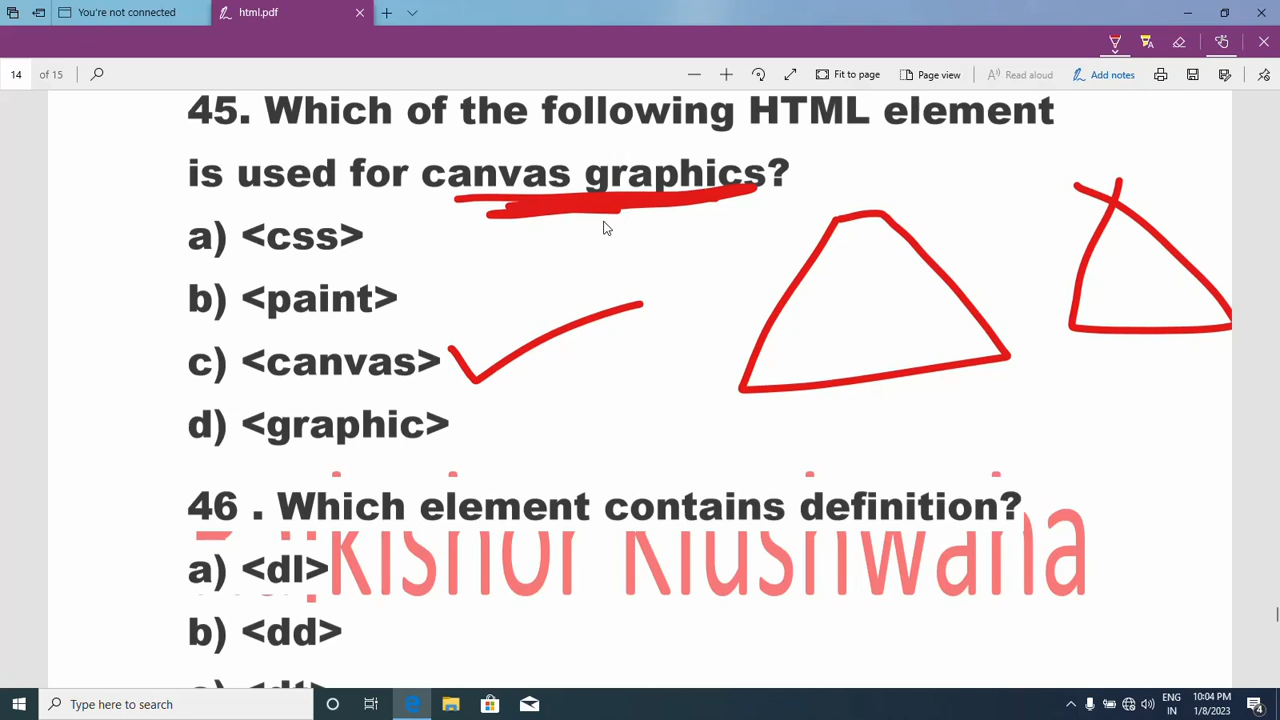 You're not connected
html.pdf
14 of 15
Fit to page
Page view
Read aloud
Add notes
45. Which of the following HTML element
is used for canvas graphics?
a) <css>
b) <paint>
c) <canvas>
d) <graphic>
46 . Which element contains definition?
a) <dl>
b) <dd>
Type here to search
ENG
IN
10:04 PM
1/8/2023
4